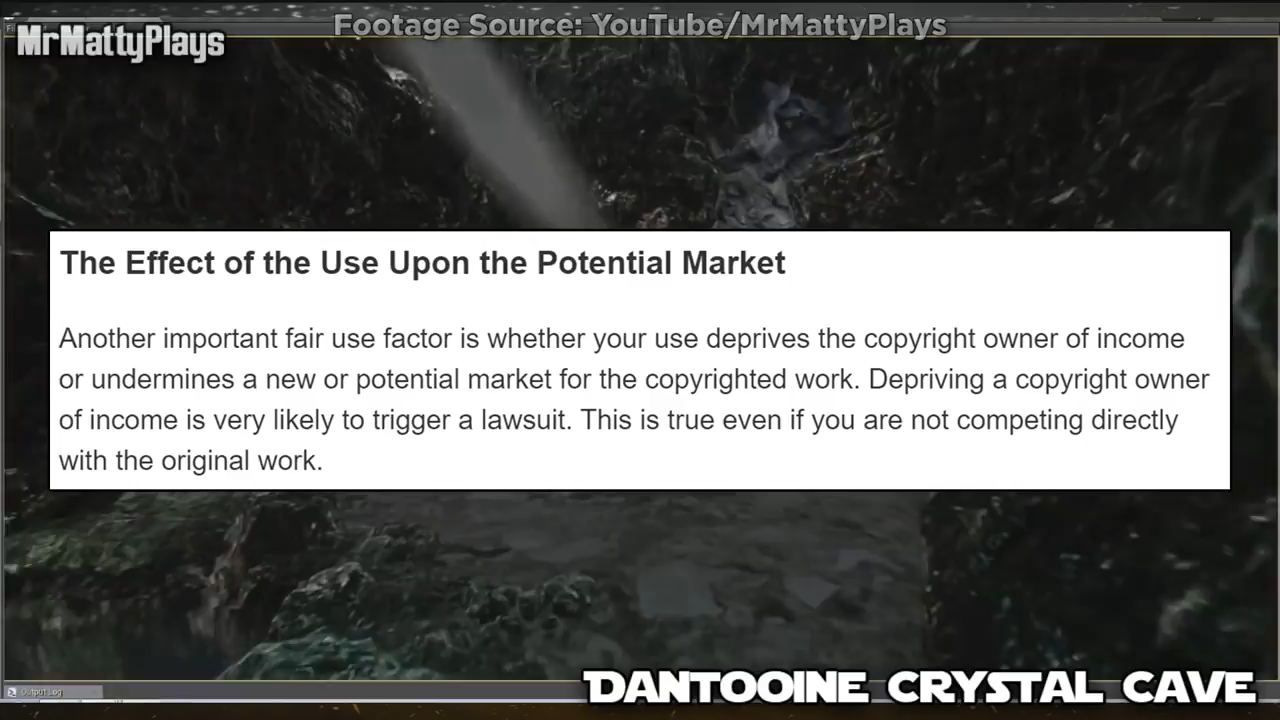 Footage Source: YouTube/MrMattyPlays
MrMattyPlays
The Effect of the Use Upon the Potential Market
Another important fair use factor is whether your use deprives the copyright owner of income
or undermines a new or potential market for the copyrighted work. Depriving a copyright owner
of income is very likely to trigger a lawsuit. This is true even if you are not competing directly
with the original work.
Output Log
DANTOOINE CRYSTAL CAVE